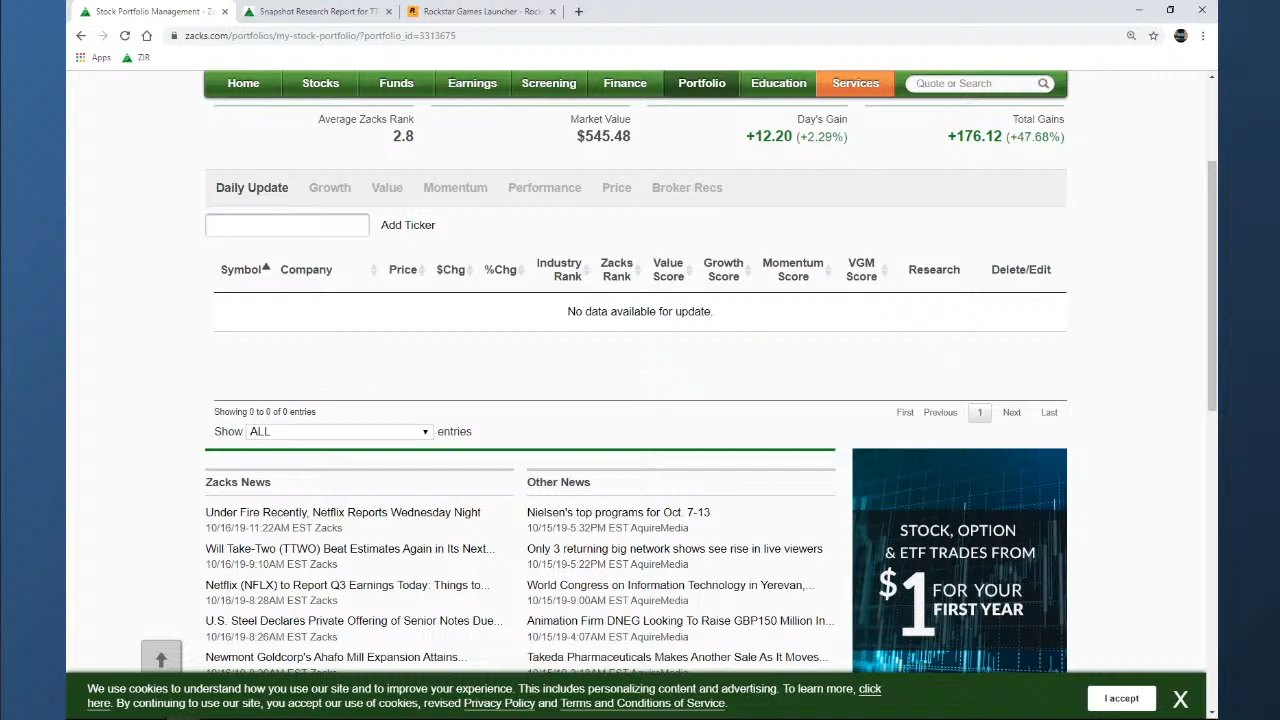 Stock Portfolio Management - Z
Snapshot Research Report for TT
Rockstar Games Launcher - Rock
zacks.com/portfolios/my-stock-portfolio/?portfolio_id=3313675
Apps ZIR
Home Stocks Funds Earnings Screening Finance Portfolio Education Services Quote or Search
Average Zacks Rank Market Value Day's Gain Total Gains
2.8 $545.48 +12.20 (+2.29%) +176.12 (+47.68%)
Daily Update Growth Value Momentum Performance Price Broker Recs
Add Ticker
Symbol Company Price $Chg %Chg Industry Rank Zacks Rank Value Score Growth Score Momentum Score VGM Score Research Delete/Edit
No data available for update.
Showing 0 to 0 of 0 entries First Previous 1 Next Last
Show ALL entries
Zacks News
Under Fire Recently, Netflix Reports Wednesday Night
10/16/19-11:22AM EST Zacks
Will Take-Two (TTWO) Beat Estimates Again in Its Next...
10/16/19-9:10AM EST Zacks
Netflix (NFLX) to Report Q3 Earnings Today: Things to...
10/16/19-8:28AM EST Zacks
U.S. Steel Declares Private Offering of Senior Notes Due...
10/16/19-8:26AM EST Zacks
Newmont Goldcorp's Ahafo Mill Expansion Attains...
Other News
Nielsen's top programs for Oct. 7-13
10/15/19-5:32PM EST AquireMedia
Only 3 returning big network shows see rise in live viewers
10/15/19-5:22PM EST AquireMedia
World Congress on Information Technology in Yerevan,...
10/15/19-9:00AM EST AquireMedia
Animation Firm DNEG Looking To Raise GBP150 Million In...
10/15/19-4:07AM EST AquireMedia
Takeda Pharmaceuticals Makes Another Sale As It Moves...
STOCK, OPTION
& ETF TRADES FROM
$1 FOR YOUR
FIRST YEAR
We use cookies to understand how you use our site and to improve your experience. This includes personalizing content and advertising. To learn more, click
here. By continuing to use our site, you accept our use of cookies, revised Privacy Policy and Terms and Conditions of Service.
I accept X